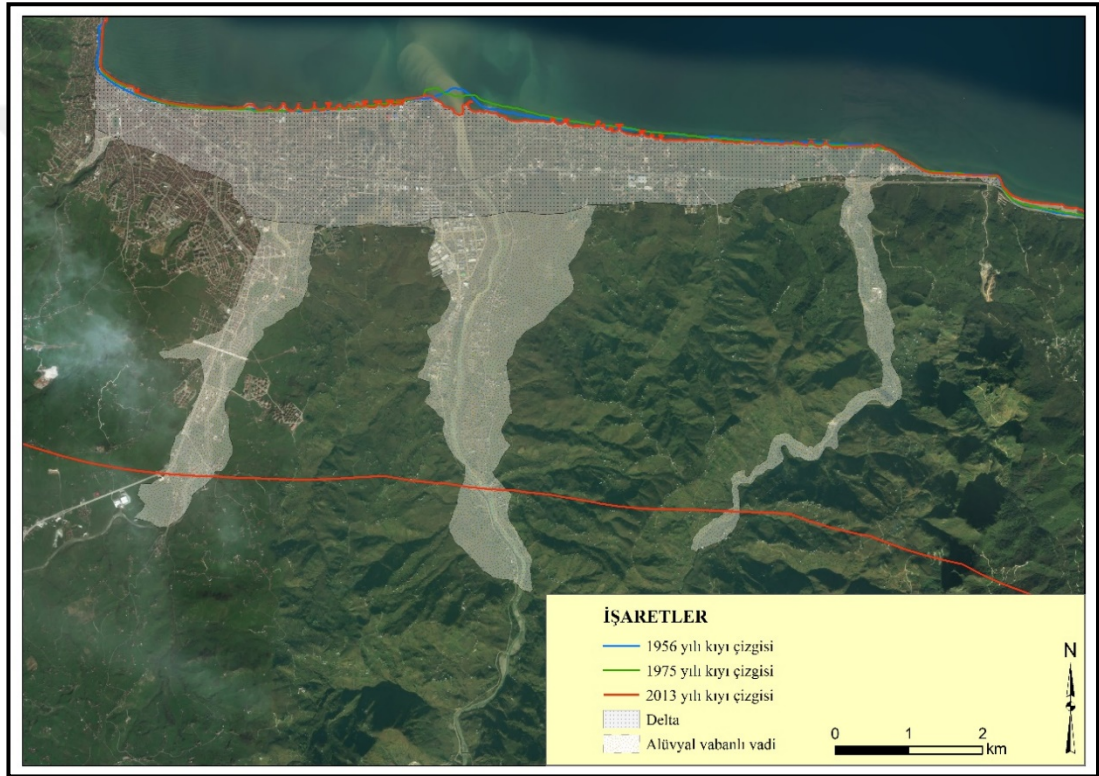 İŞARETLER
1956 yılı kıyı çizgisi
1975 yılı kıyı çizgisi
2013 yılı kıyı çizgisi
Delta
Alüvyal vabanlı vadi
N
0 1 2
km